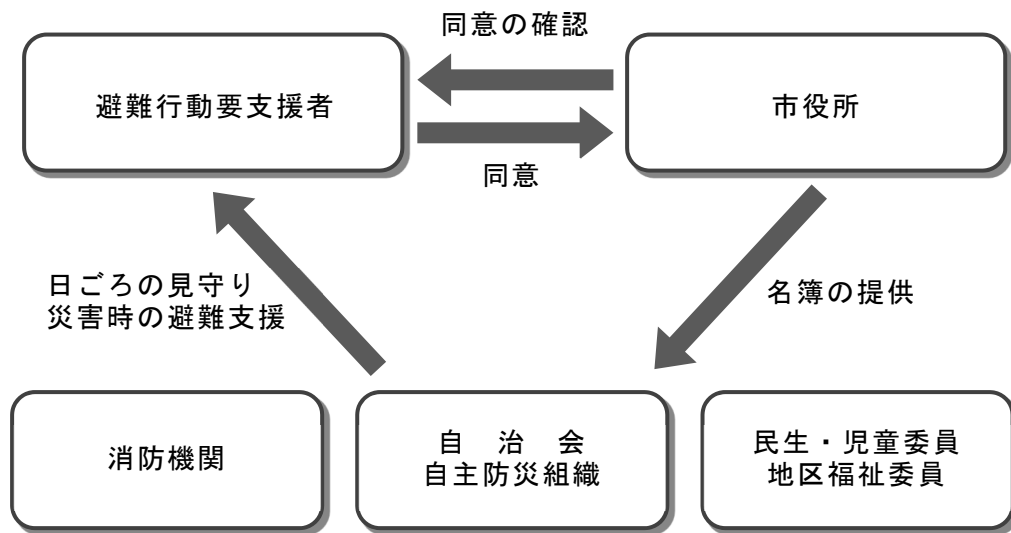 同意の確認
避難行動要支援者
市役所
同意
日ごろの見守り
災害時の避難支援
名簿の提供
消防機関
自　治　会
自主防災組織
民生・児童委員
地区福祉委員